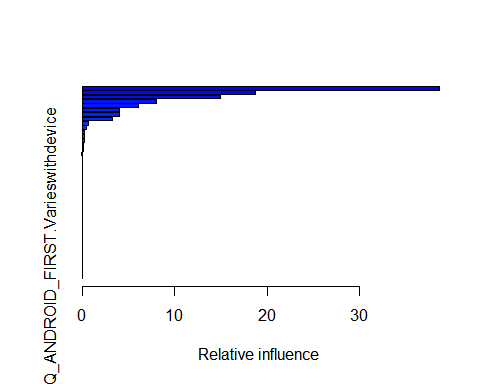 Q_ANDROID_FIRST.Varieswithdevice
0 10 20 30
Relative influence